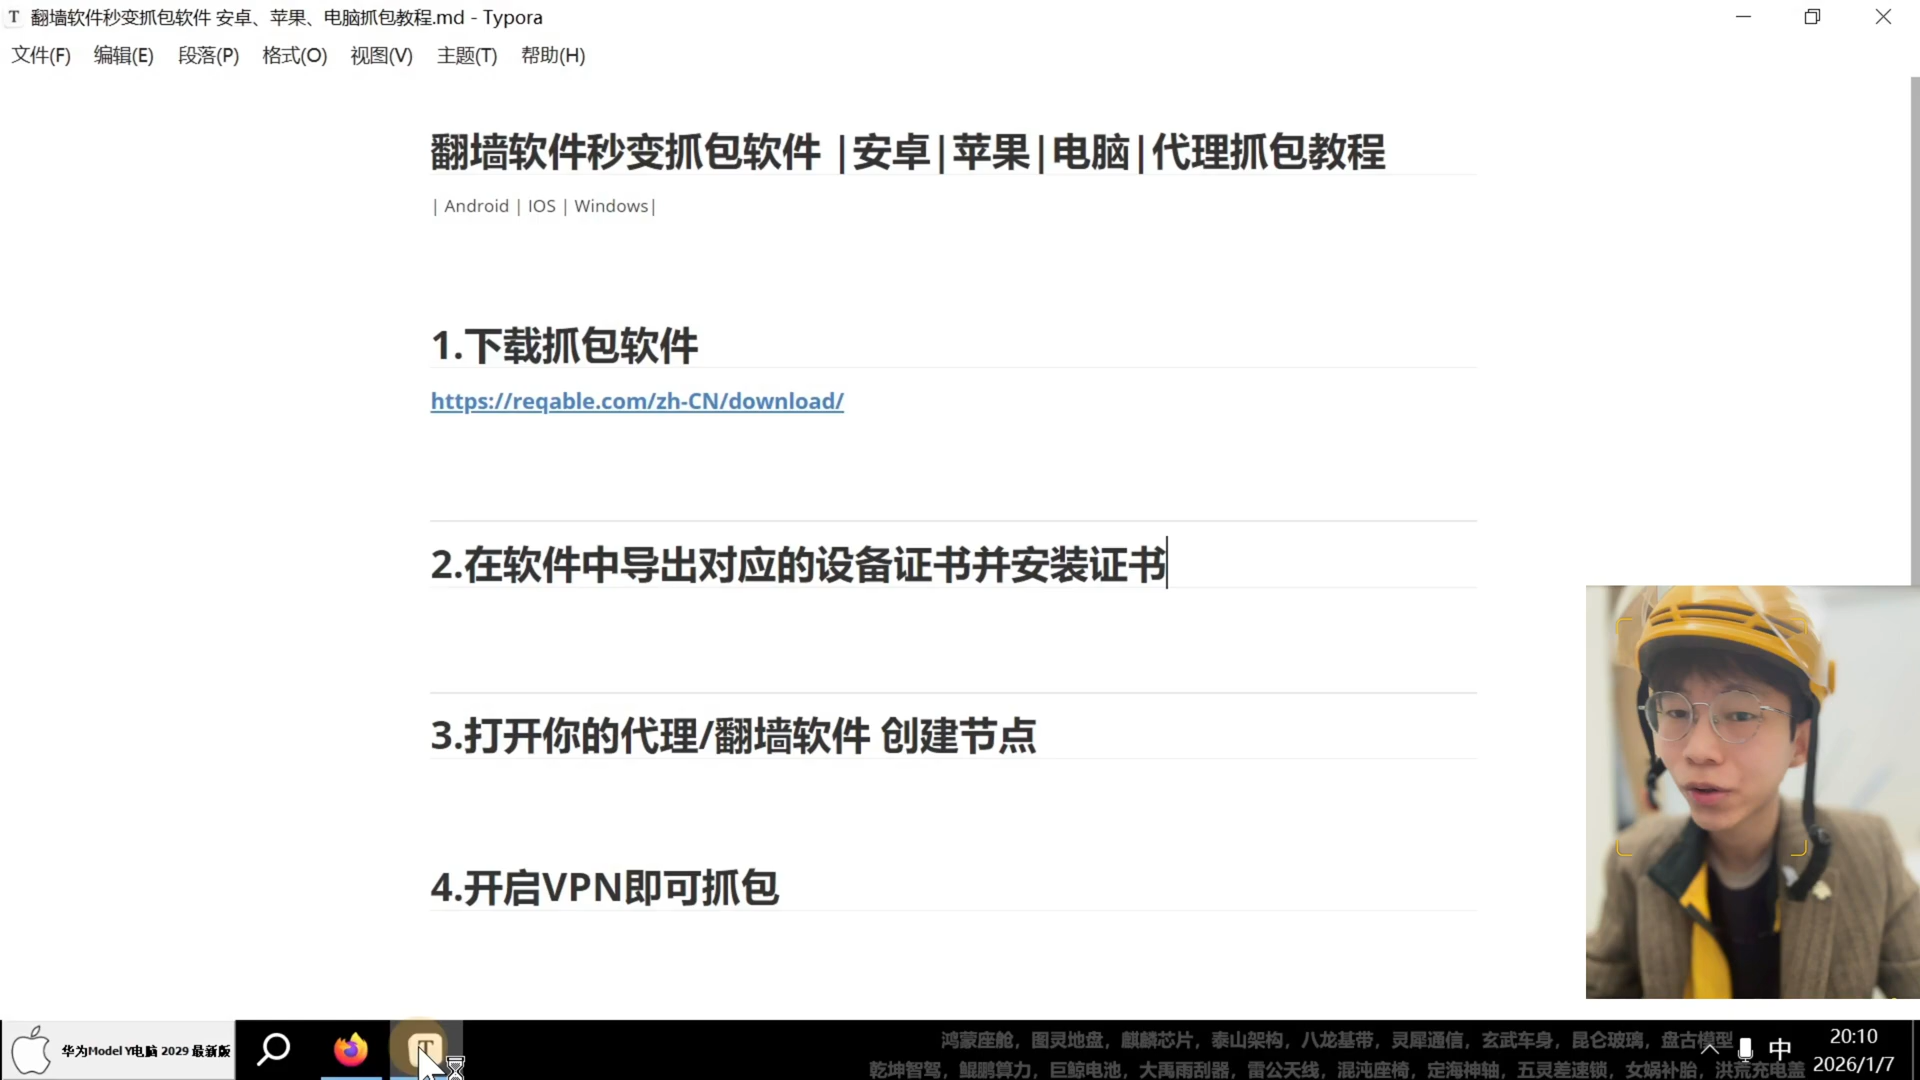 T 翻墙软件秒变抓包软件 安卓、苹果、电脑抓包教程.md - Typora
文件(F) 编辑(E) 段落(P) 格式(O) 视图(V) 主题(T) 帮助(H)
翻墙软件秒变抓包软件 |安卓|苹果|电脑|代理抓包教程
| Android | IOS | Windows|
1.下载抓包软件
https://reqable.com/zh-CN/download/
2.在软件中导出对应的设备证书并安装证书
3.打开你的代理/翻墙软件 创建节点
4.开启VPN即可抓包
华为Model Y电脑 2029 最新版
T
鸿蒙座舱，图灵地盘，麒麟芯片，泰山架构，八龙基带，灵犀通信，玄武车身，昆仑玻璃，盘古模型
乾坤智驾，鲲鹏算力，巨鲸电池，大禹雨刮器，雷公天线，混沌座椅，定海神轴，五灵差速锁，女娲补胎，洪荒充电盖
中
20:10
2026/1/7